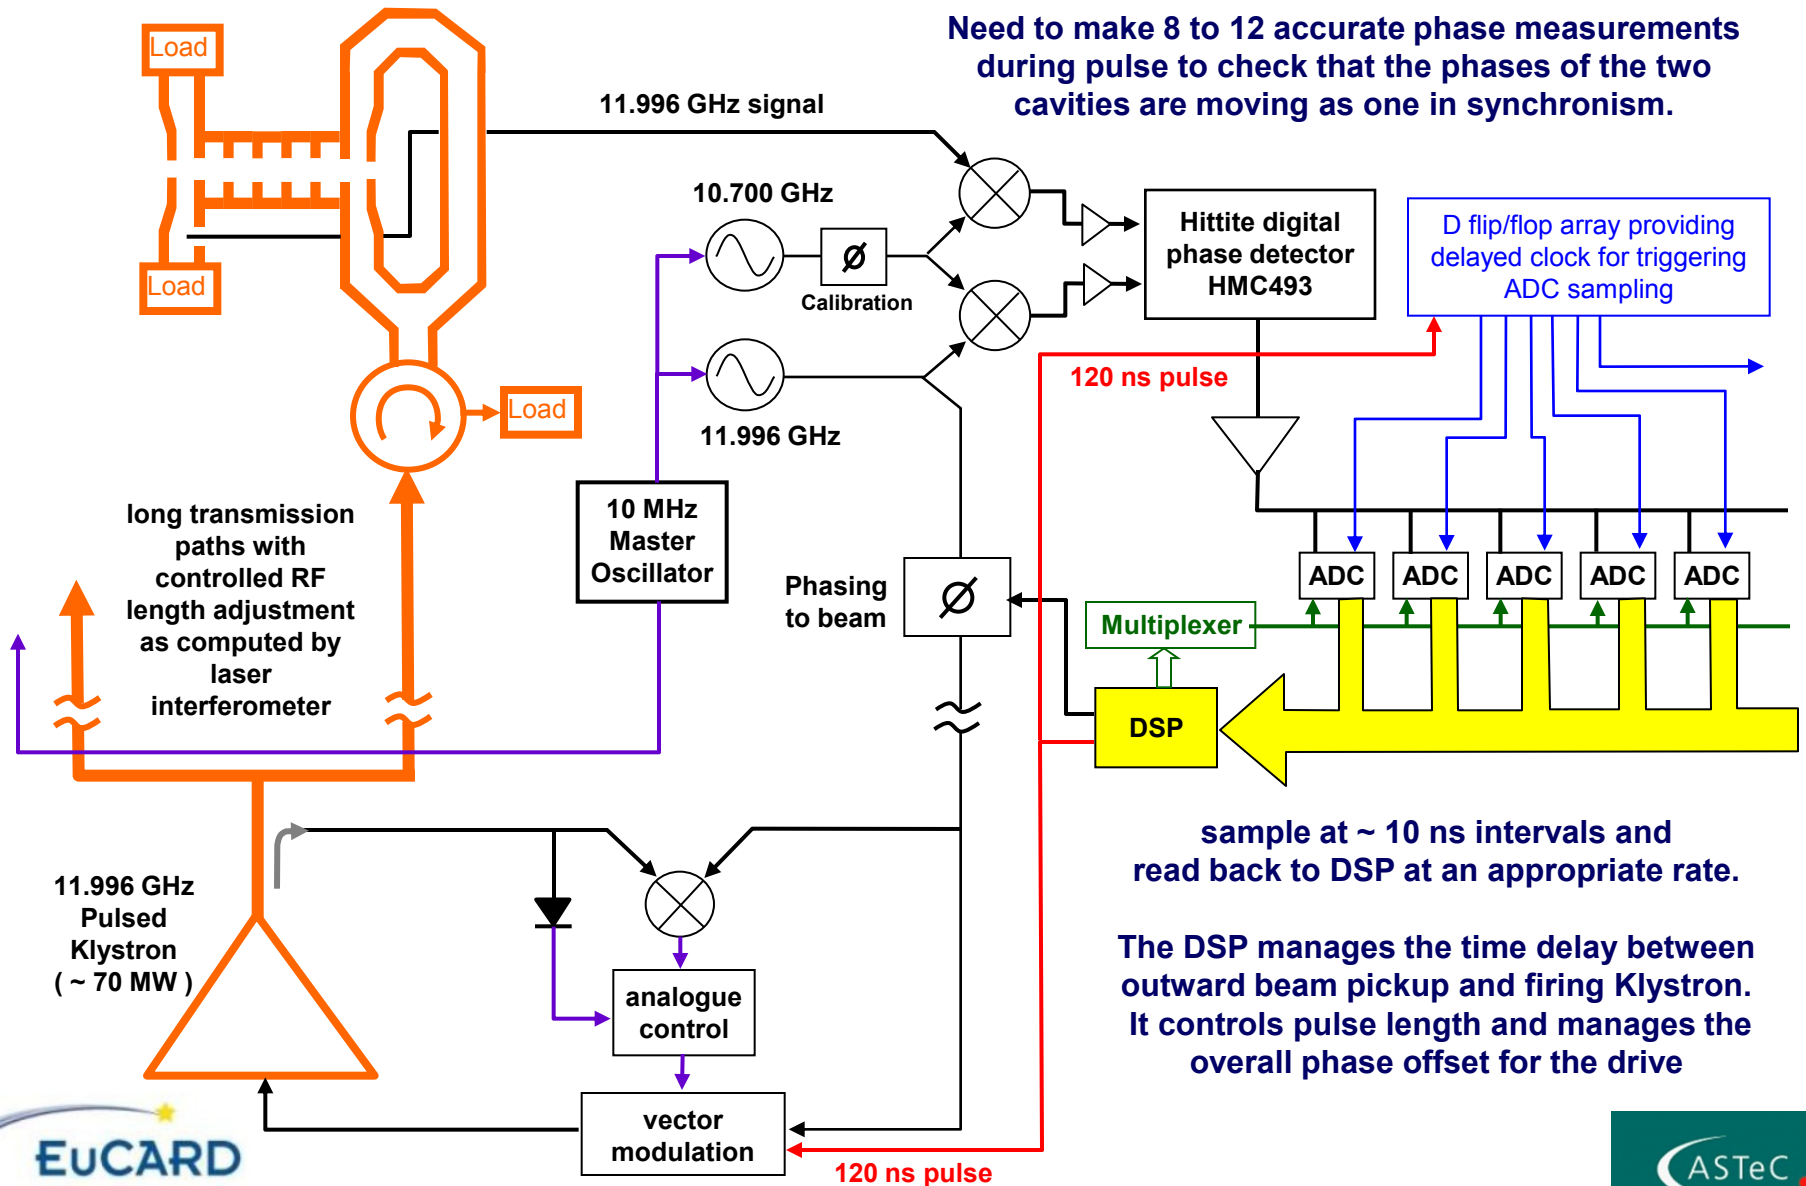 Need to make 8 to 12 accurate phase measurements
during pulse to check that the phases of the two
cavities are moving as one in synchronism.
Load
11.996 GHz signal
10.700 GHz
Ø
Calibration
Hittite digital
phase detector
HMC493
D flip/flop array providing
delayed clock for triggering
ADC sampling
Load
120 ns pulse
Load
11.996 GHz
long transmission
paths with
controlled RF
length adjustment
as computed by
laser
interferometer
10 MHz
Master
Oscillator
Phasing
to beam
Ø
ADC
ADC
ADC
ADC
ADC
Multiplexer
DSP
sample at ~ 10 ns intervals and
read back to DSP at an appropriate rate.
11.996 GHz
Pulsed
Klystron
( ~ 70 MW )
The DSP manages the time delay between
outward beam pickup and firing Klystron.
It controls pulse length and manages the
overall phase offset for the drive
analogue
control
vector
modulation
120 ns pulse
EuCARD
ASTeC